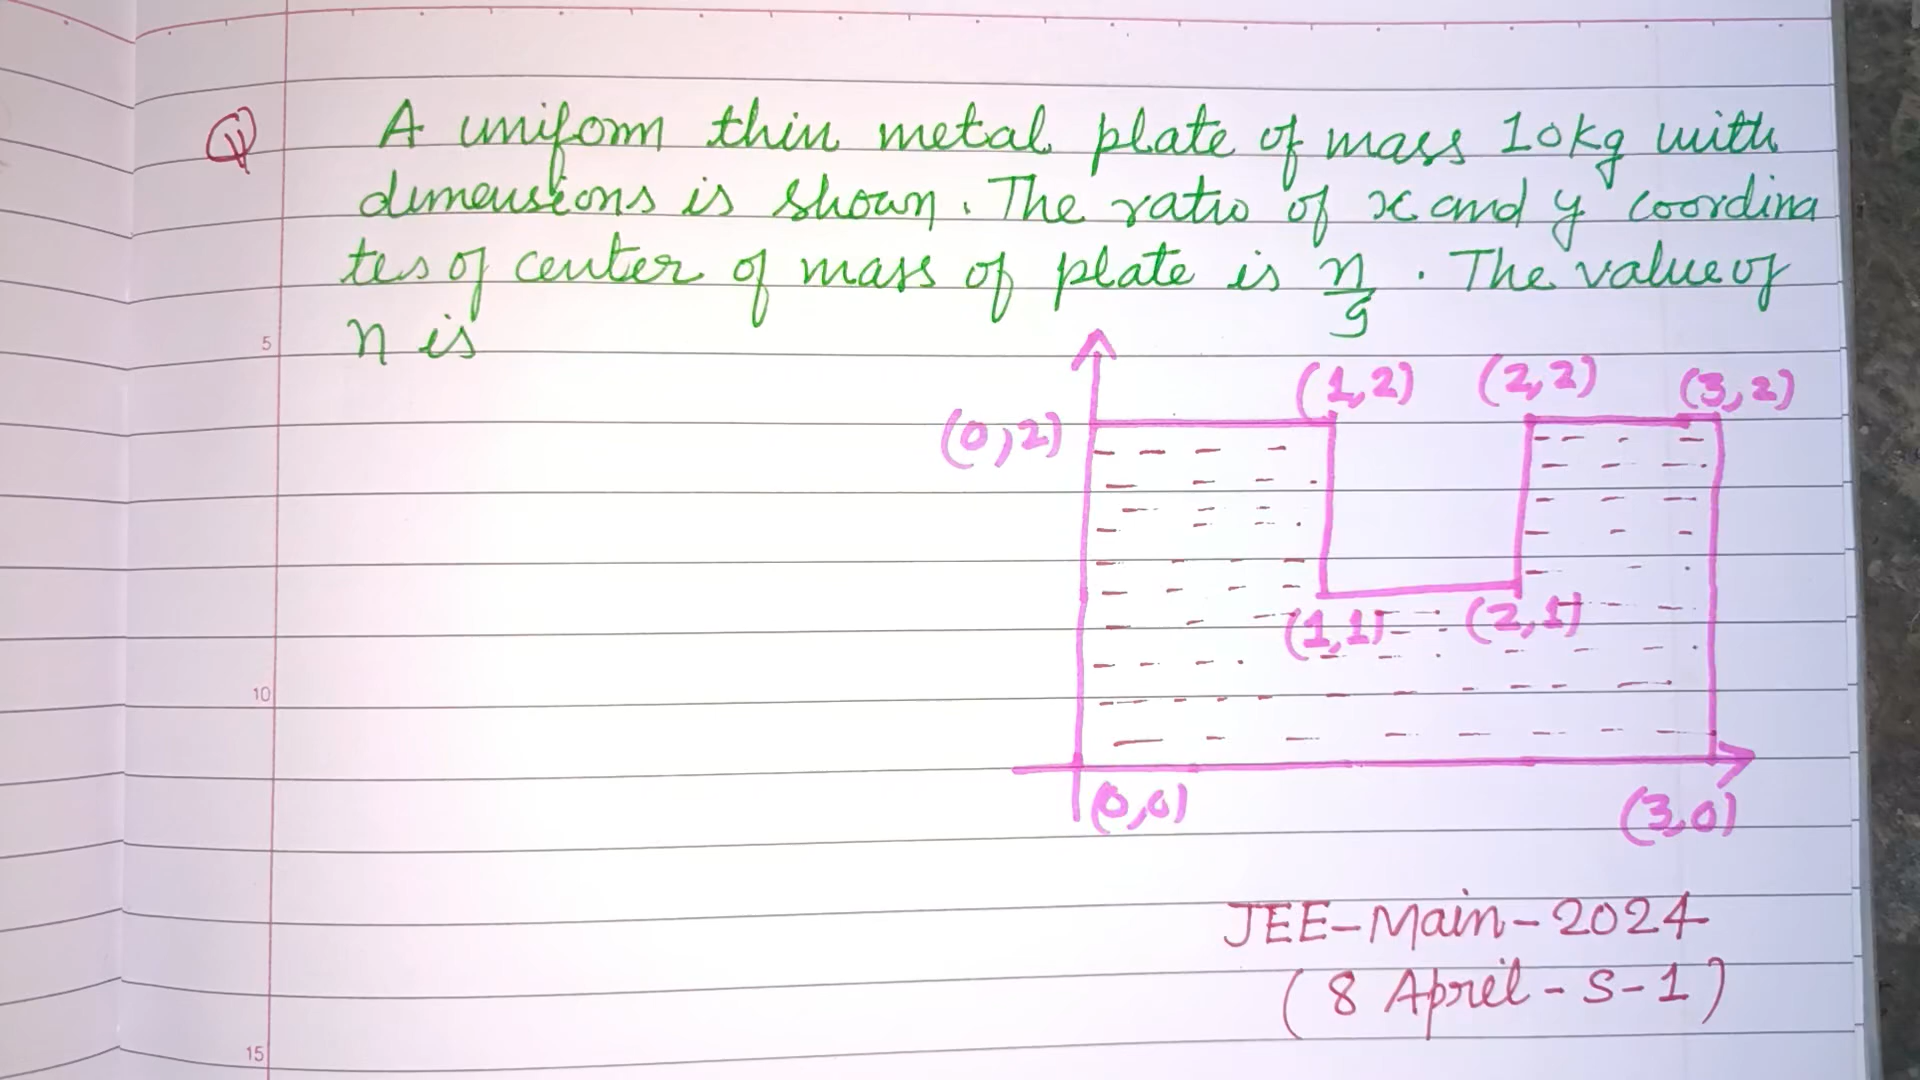 Q A uniform thin metal plate of mass 10kg with
dimensions is shown. The ratio of x and y coordina
tes of center of mass of plate is n/9. The value of
n is
5
(1,2) (2,2) (3,2)
(0,2)
(1,1) (2,1)
10
(0,0) (3,0)
JEE-Main-2024
(8 April-S-1)
15